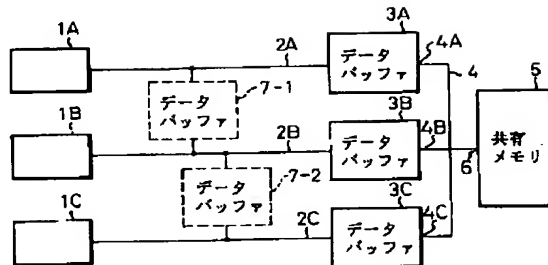 1A
2A
3A
データ
バッファ
4A
4
5
データ
バッファ
7-1
1B
2B
3B
データ
バッファ
4B
6
共有
メモリ
データ
バッファ
7-2
1C
2C
3C
データ
バッファ
4C